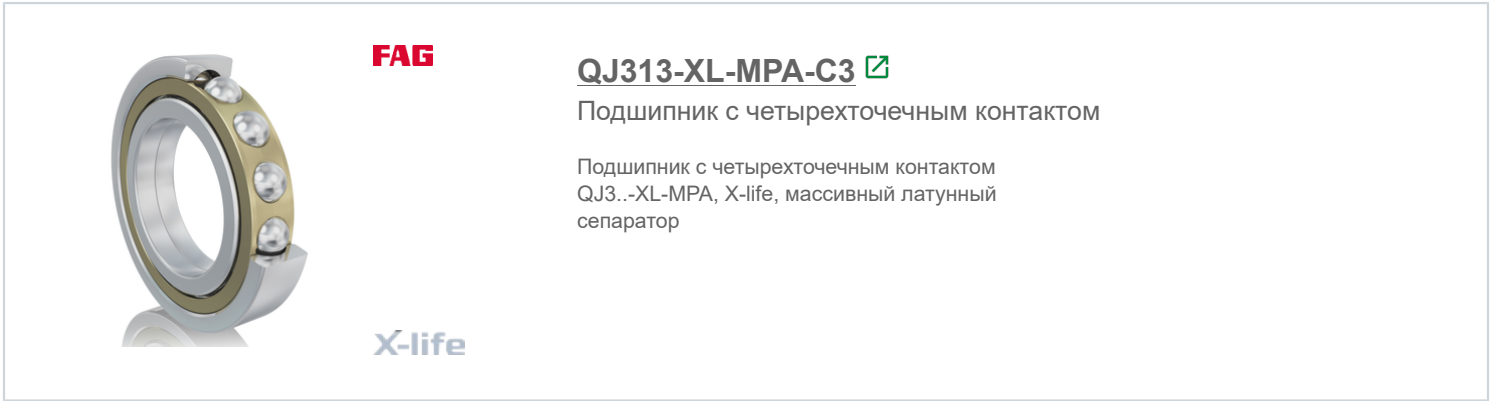 FAG
QJ313-XL-MPA-C3
Подшипник с четырехточечным контактом
Подшипник с четырехточечным контактом
QJ3..-XL-MPA, X-life, массивный латунный
сепаратор
X-life